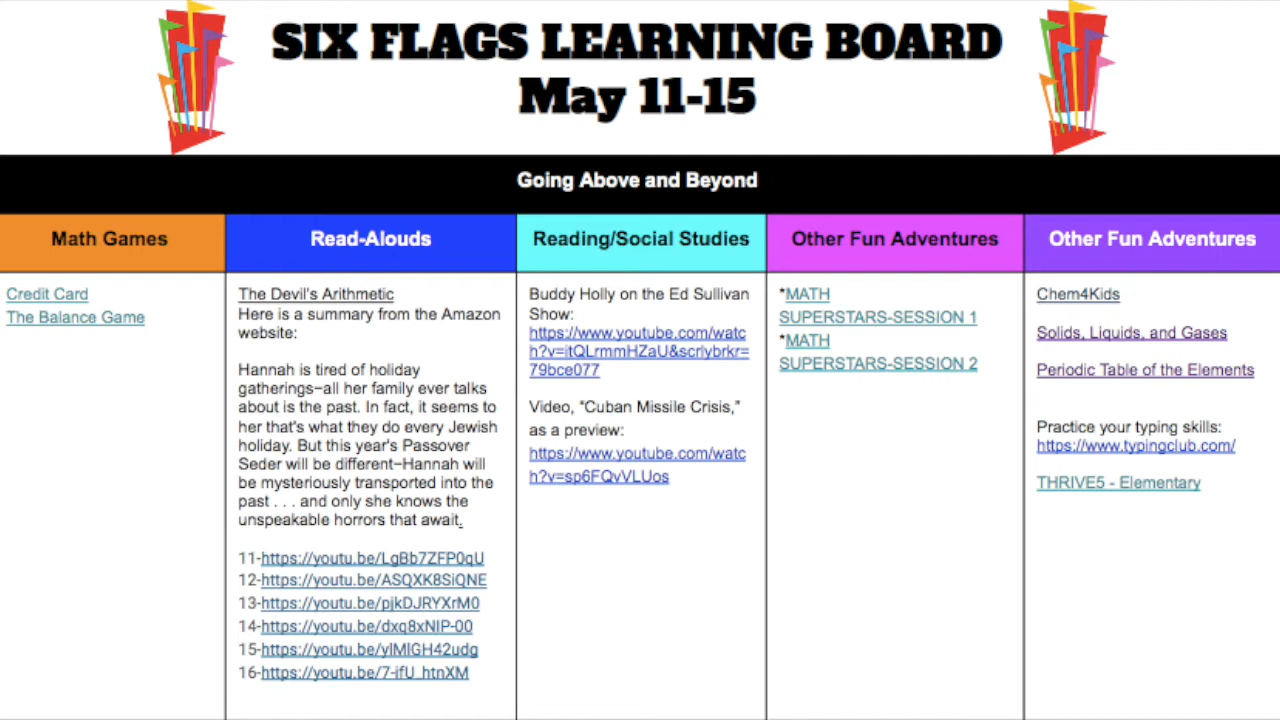 SIX FLAGS LEARNING BOARD
May 11-15
Going Above and Beyond
Math Games
Read-Alouds
Reading/Social Studies
Other Fun Adventures
Other Fun Adventures
Credit Card
The Balance Game
The Devil's Arithmetic
Here is a summary from the Amazon
website:
Hannah is tired of holiday
gatherings−all her family ever talks
about is the past. In fact, it seems to
her that's what they do every Jewish
holiday. But this year's Passover
Seder will be different−Hannah will
be mysteriously transported into the
past . . . and only she knows the
unspeakable horrors that await.
11-https://youtu.be/LgBb7ZFP0qU
12-https://youtu.be/ASQXK8SiQNE
13-https://youtu.be/pjkDJRYXrM0
14-https://youtu.be/dxq8xNIP-00
15-https://youtu.be/ylMlGH42udg
16-https://youtu.be/7-ifU_htnXM
Buddy Holly on the Ed Sullivan
Show:
https://www.youtube.com/watc
h?v=itQLrmmHZaU&scrlybrkr=
79bce077
Video, “Cuban Missile Crisis,”
as a preview:
https://www.youtube.com/watc
h?v=sp6FQvVLUos
*MATH
SUPERSTARS-SESSION 1
*MATH
SUPERSTARS-SESSION 2
Chem4Kids
Solids, Liquids, and Gases
Periodic Table of the Elements
Practice your typing skills:
https://www.typingclub.com/
THRIVE5 - Elementary